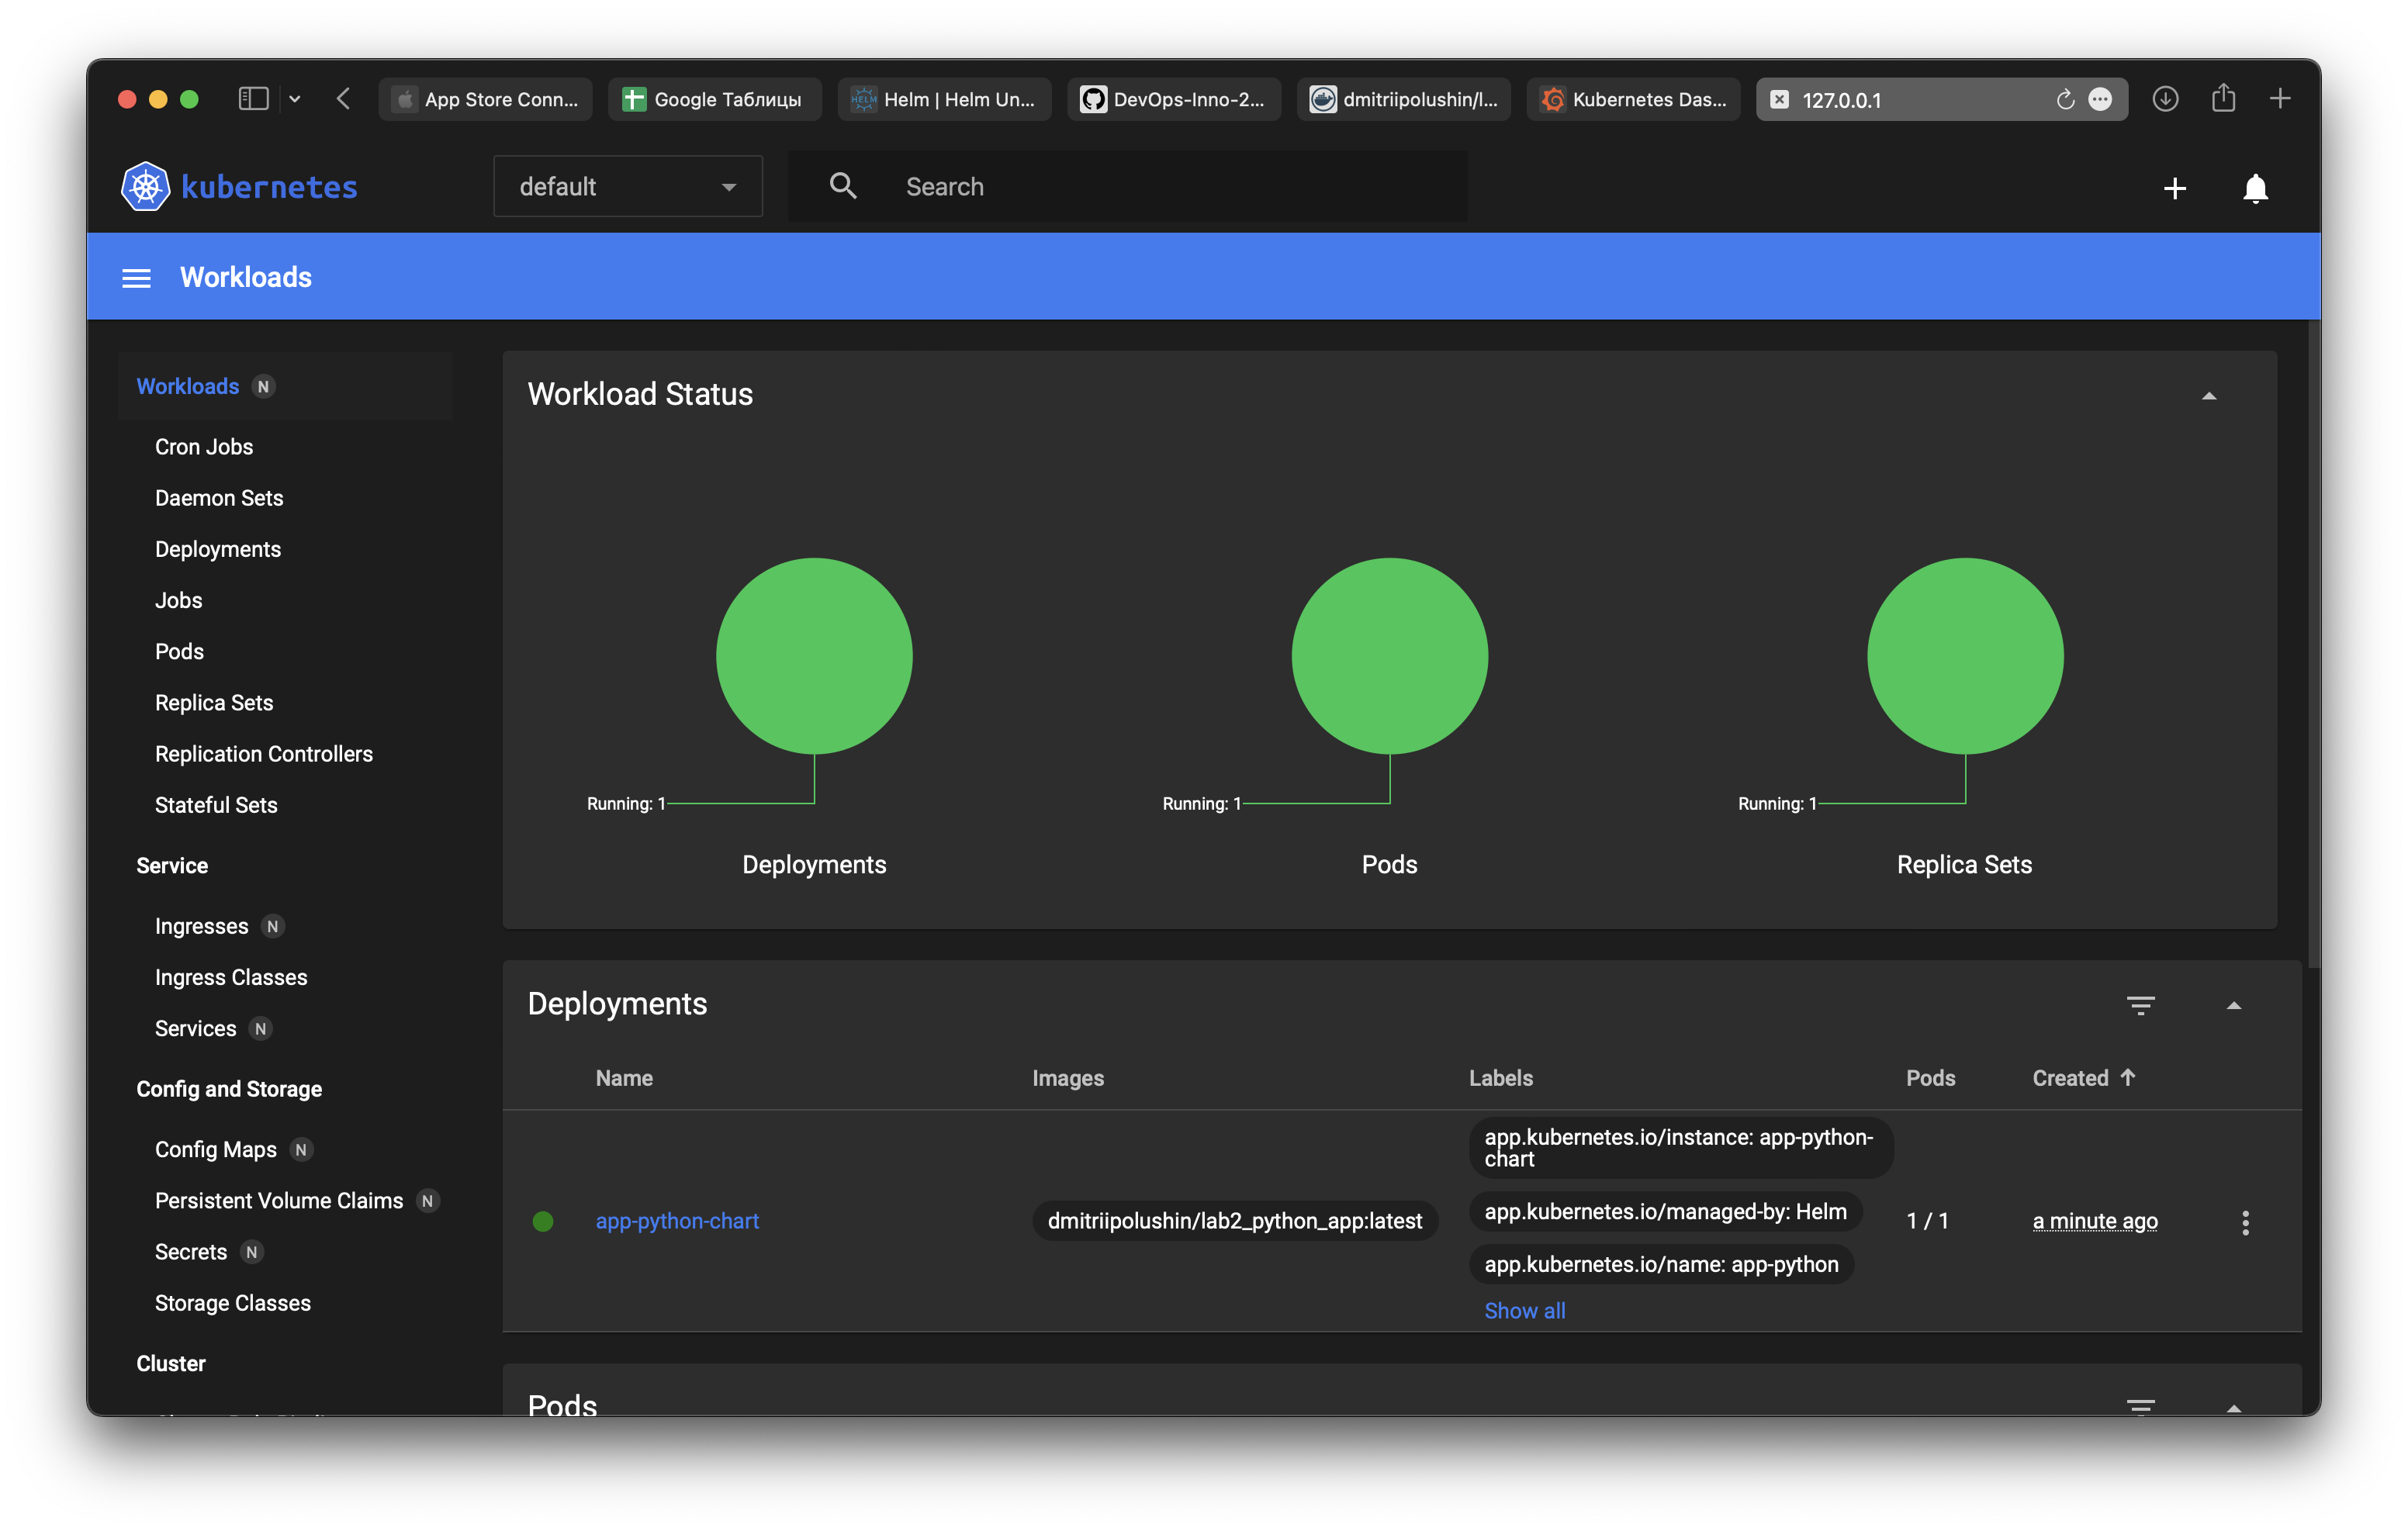 App Store Conn...
Google Таблицы
HELM
Helm | Helm Un...
DevOps-Inno-2...
dmitriipolushin/l...
Kubernetes Das...
127.0.0.1
kubernetes
default
Search
Workloads
Workloads N
Cron Jobs
Daemon Sets
Deployments
Jobs
Pods
Replica Sets
Replication Controllers
Stateful Sets
Service
Ingresses N
Ingress Classes
Services N
Config and Storage
Config Maps N
Persistent Volume Claims N
Secrets N
Storage Classes
Cluster
Workload Status
Running: 1
Deployments
Running: 1
Pods
Running: 1
Replica Sets
Deployments
Name Images Labels Pods Created
app-python-chart
dmitriipolushin/lab2_python_app:latest
app.kubernetes.io/instance: app-python-
chart
app.kubernetes.io/managed-by: Helm
app.kubernetes.io/name: app-python
Show all
1 / 1
a minute ago
Pods